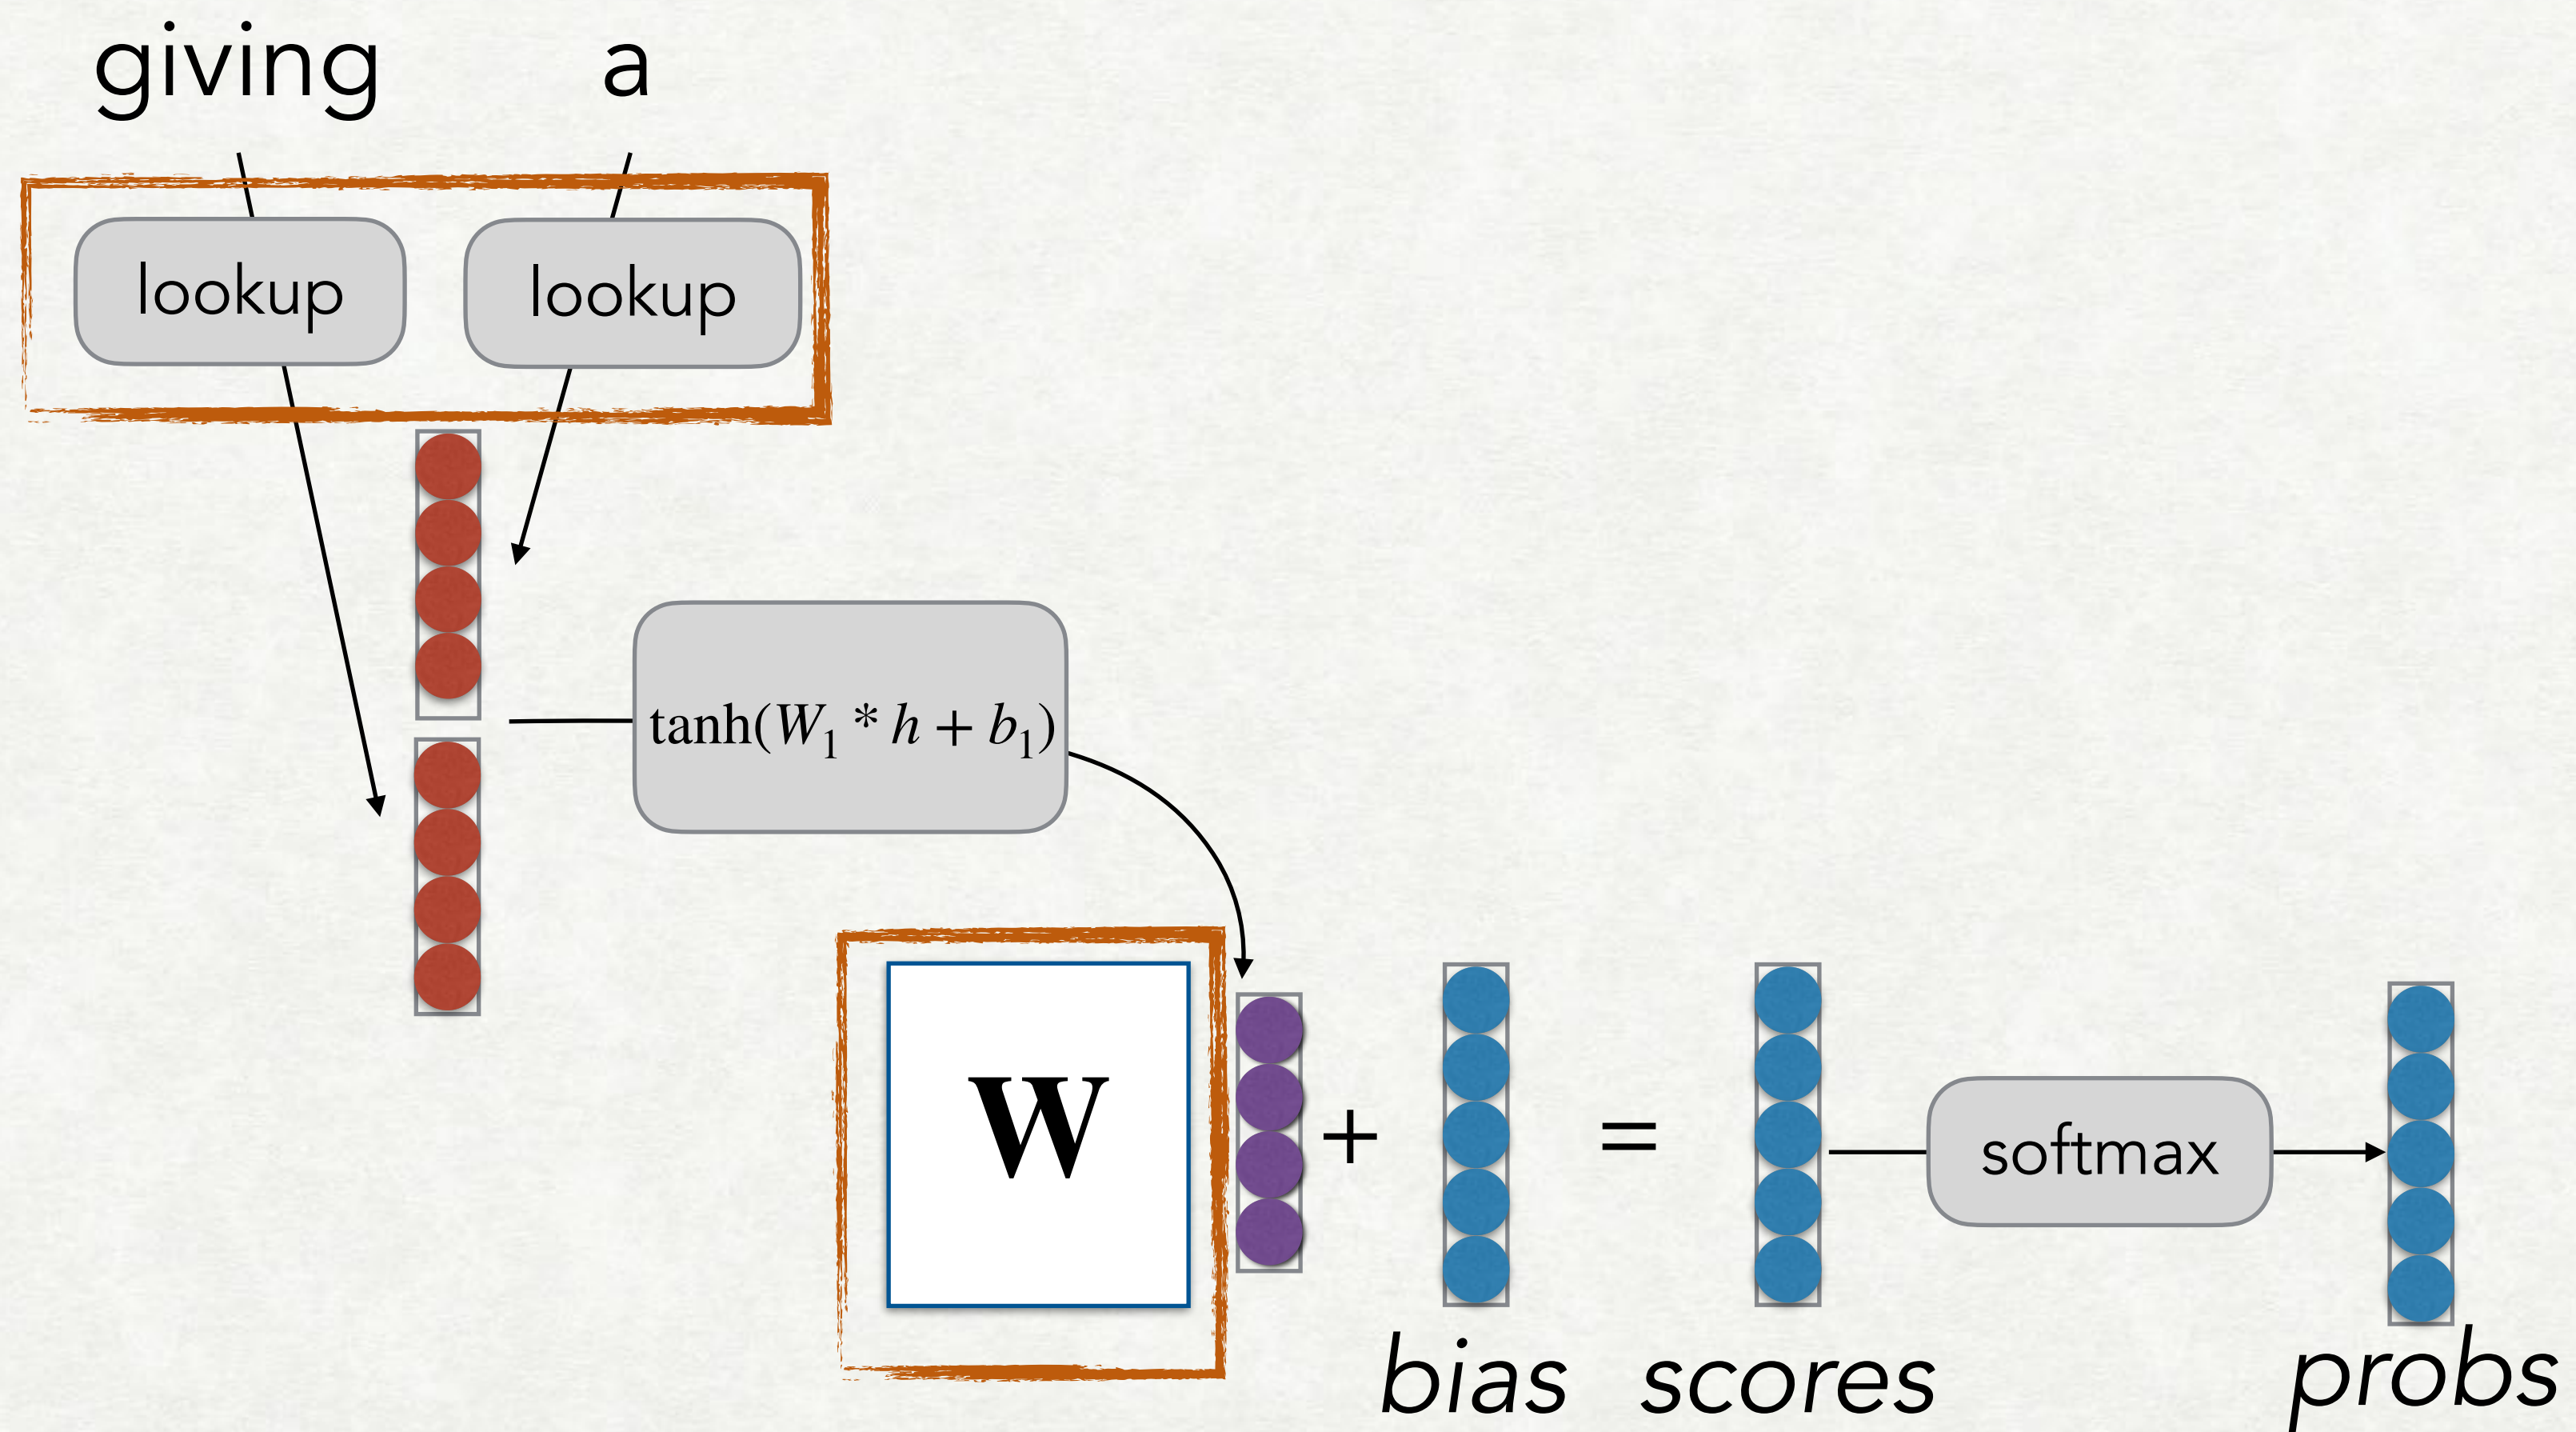 giving a
lookup lookup
tanh(W₁ * h + b₁)
W + =
softmax
bias scores probs